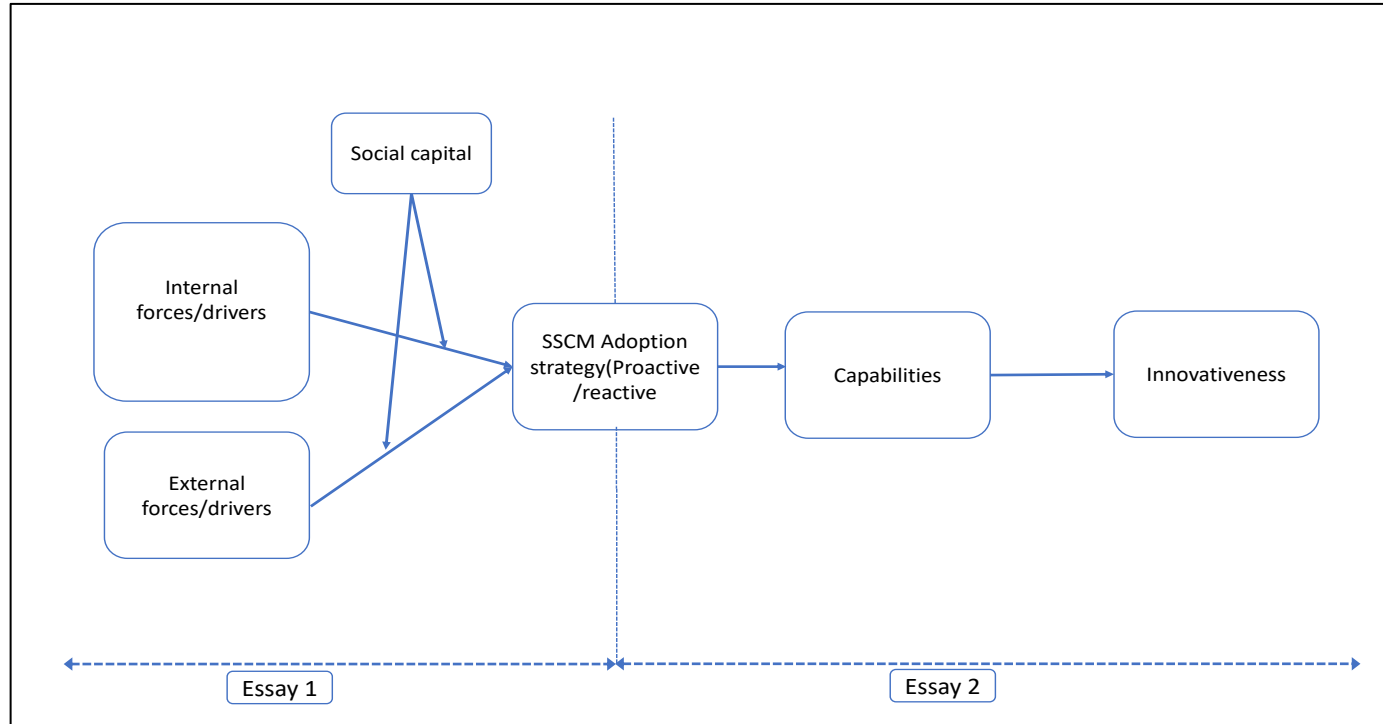 Social capital
Internal
forces/drivers
External
forces/drivers
SSCM Adoption
strategy(Proactive
/reactive
Capabilities
Innovativeness
Essay 1
Essay 2